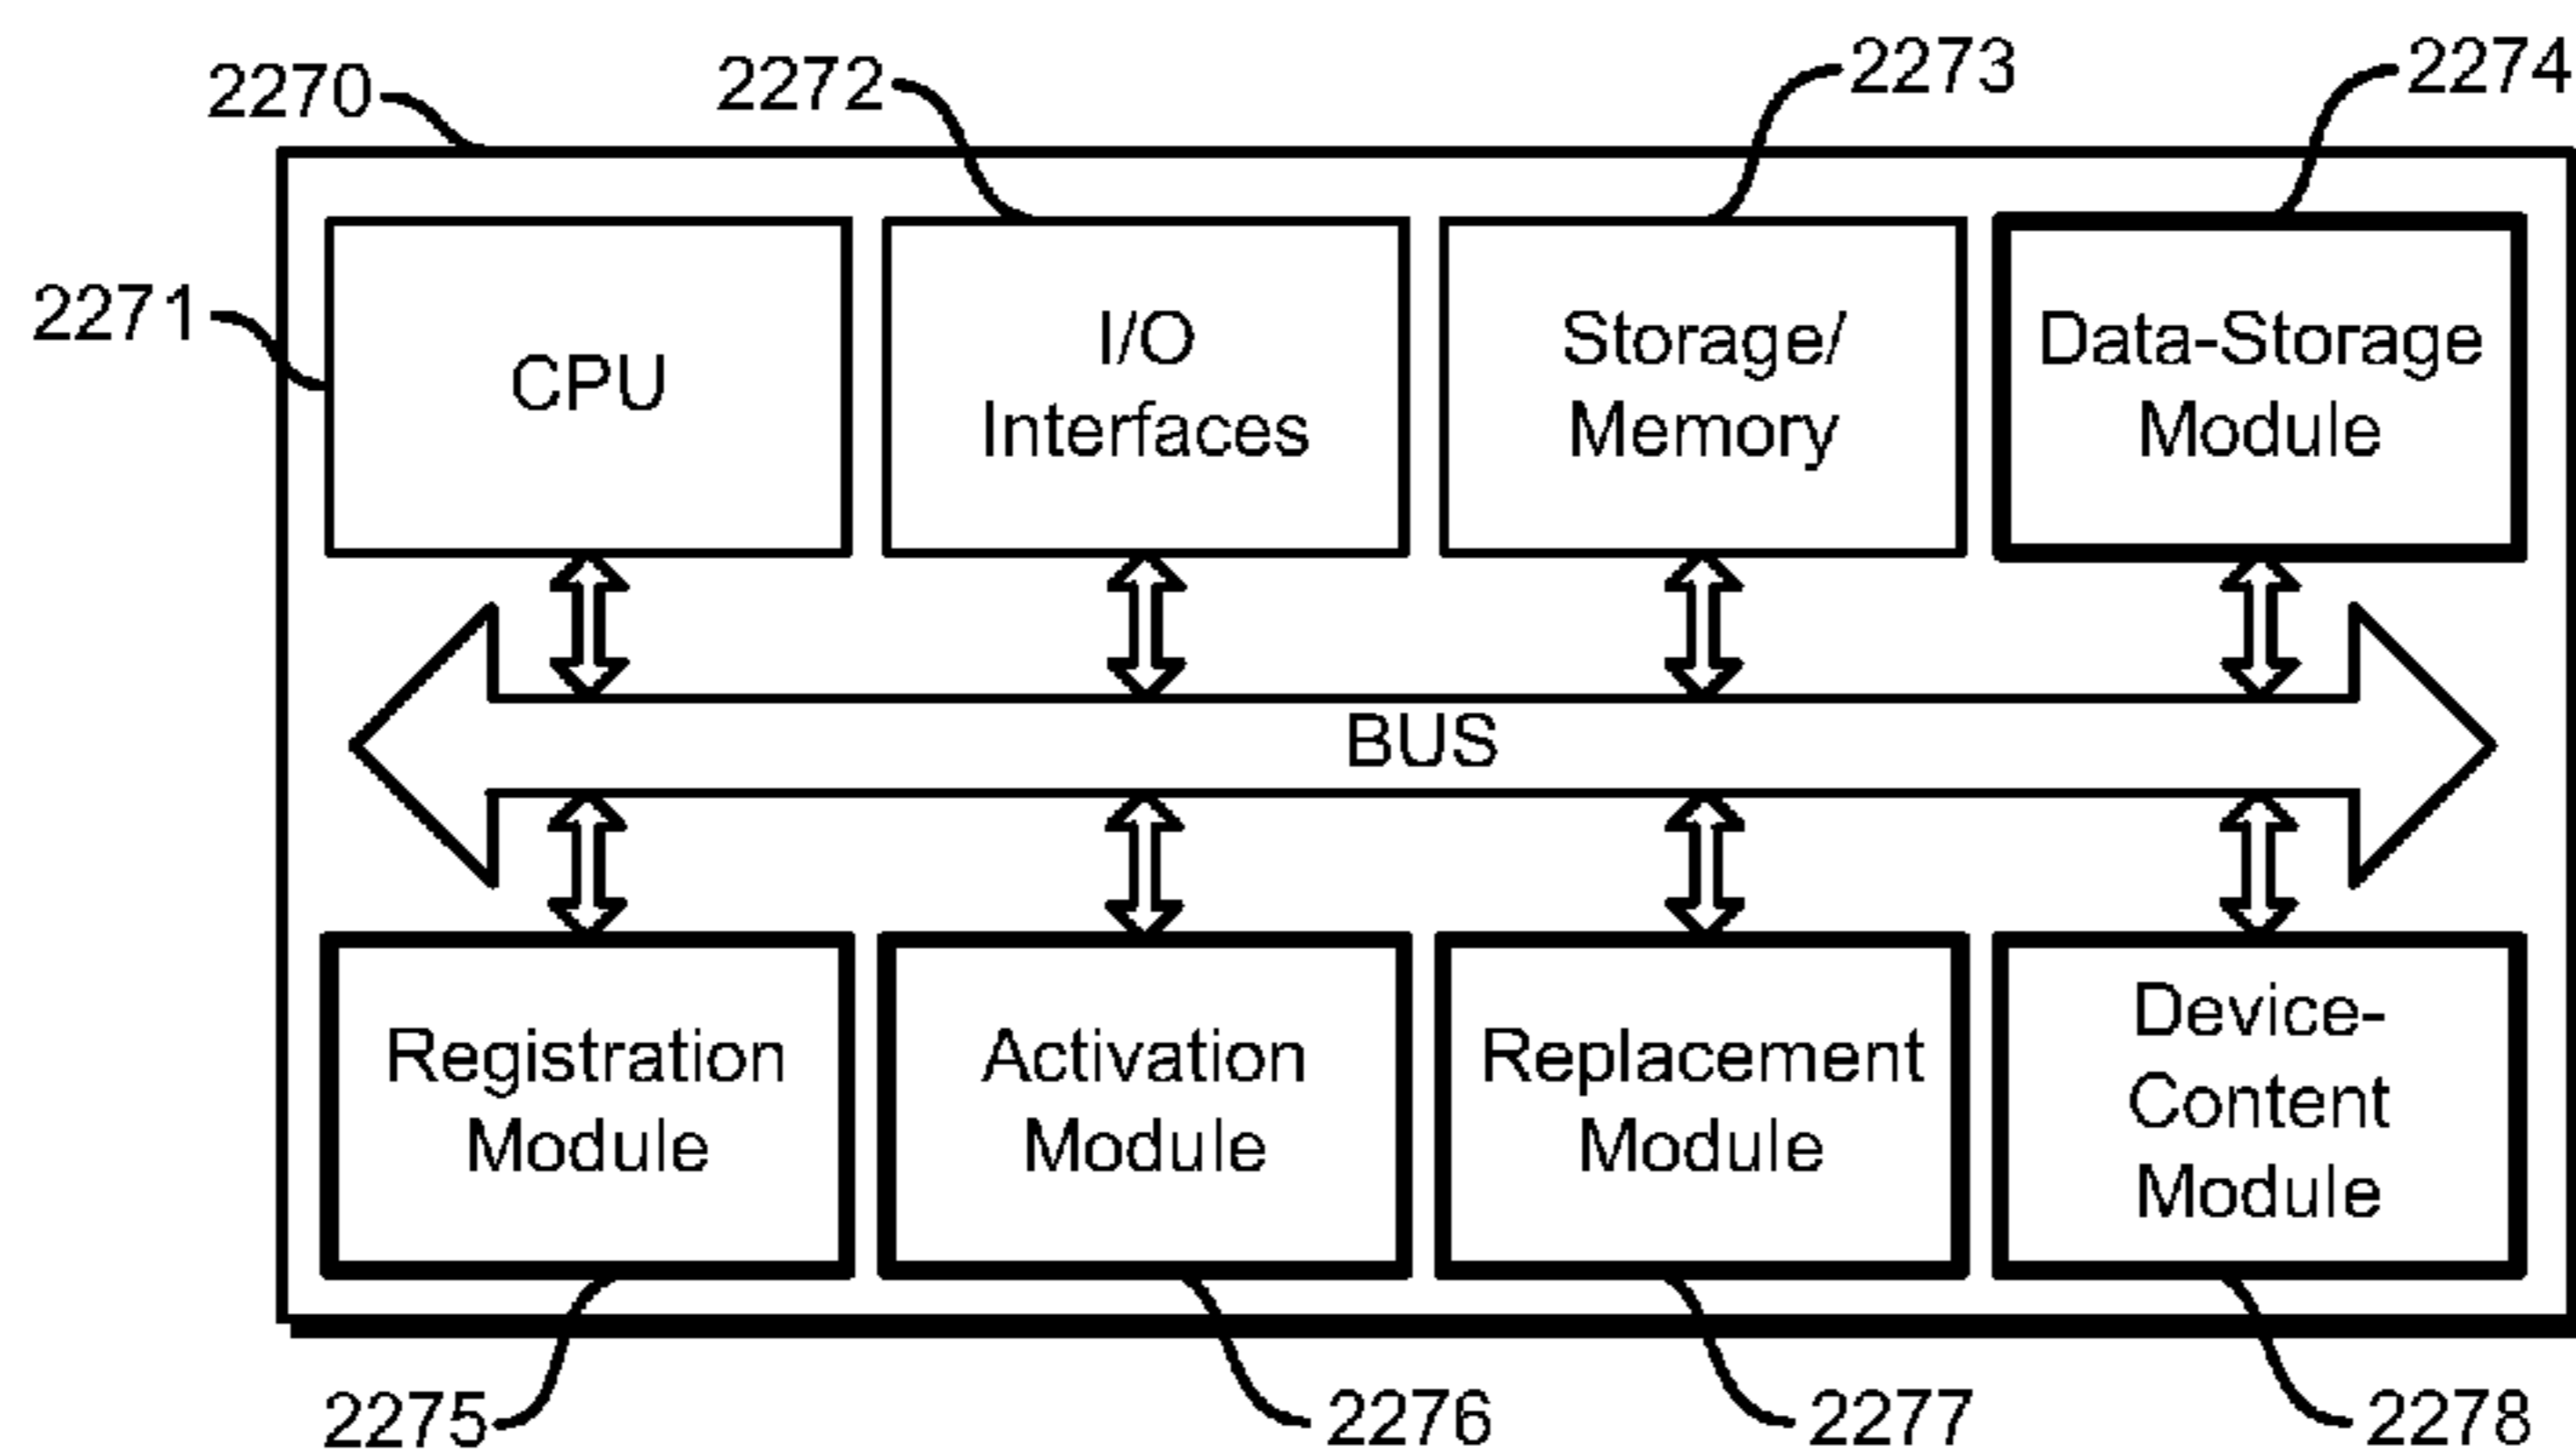 2270
2272
2273
2274
2271
CPU
I/O
Interfaces
Storage/
Memory
Data-Storage
Module
BUS
Registration
Module
Activation
Module
Replacement
Module
Device-
Content
Module
2275
2276
2277
2278